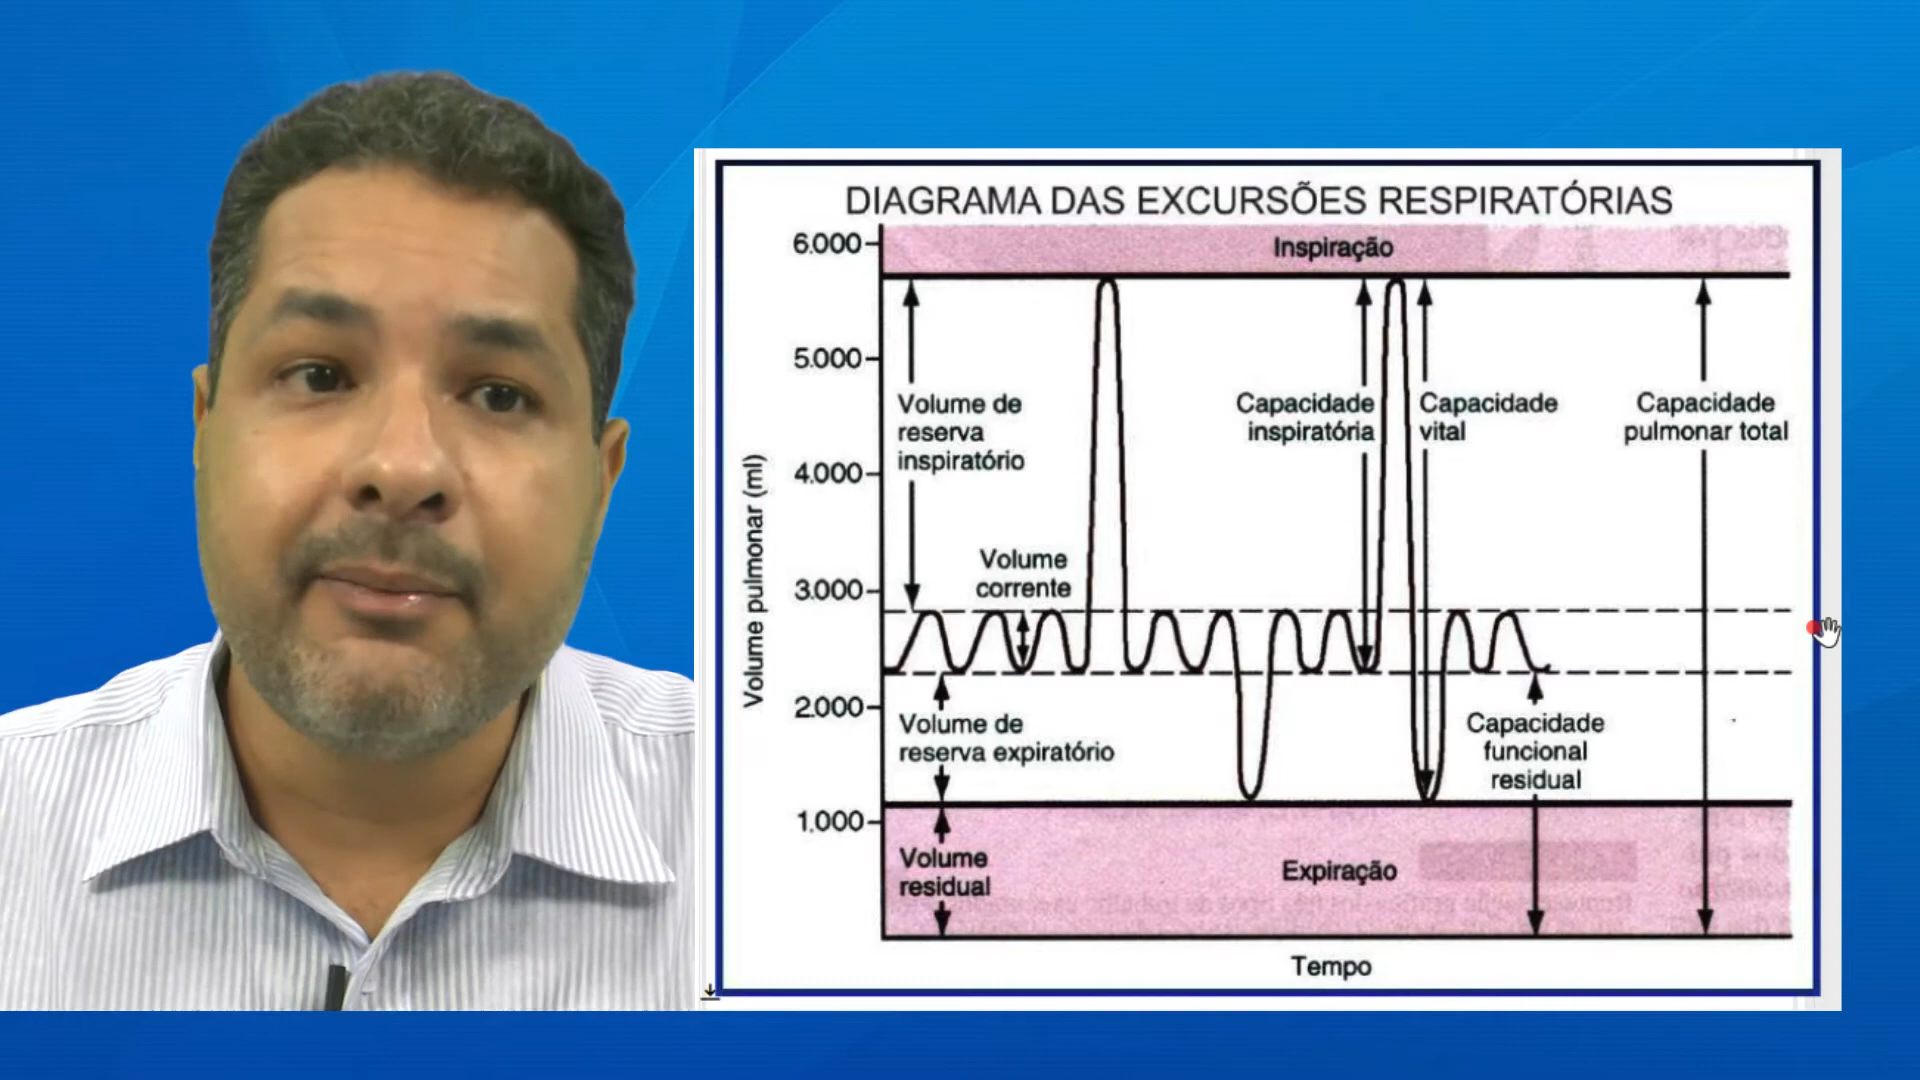 DIAGRAMA DAS EXCURSÕES RESPIRATÓRIAS
6.000
Inspiração
5.000
Volume de
reserva
inspiratório
Capacidade
inspiratória
Capacidade
vital
Capacidade
pulmonar total
4.000
Volume pulmonar (ml)
Volume
corrente
3.000
2.000
Volume de
reserva expiratório
Capacidade
funcional
residual
1.000
Volume
residual
Expiração
Tempo